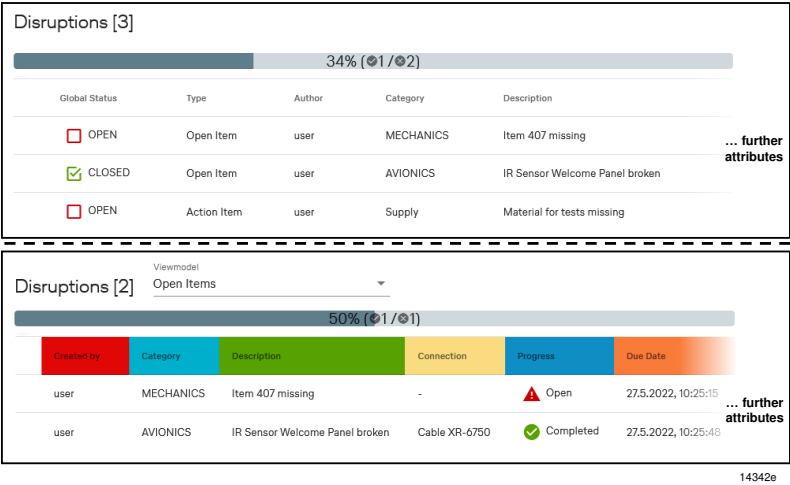 Disruptions [3]
34% (1/2)
Global Status Type Author Category Description
OPEN Open Item user MECHANICS Item 407 missing
CLOSED Open Item user AVIONICS IR Sensor Welcome Panel broken
OPEN Action Item user Supply Material for tests missing
… further
attributes
Viewmodel
Disruptions [2] Open Items
50% (1/1)
Created by Category Description Connection Progress Due Date
user MECHANICS Item 407 missing - Open 27.5.2022, 10:25:15
user AVIONICS IR Sensor Welcome Panel broken Cable XR-6750 Completed 27.5.2022, 10:25:48
… further
attributes
14342e